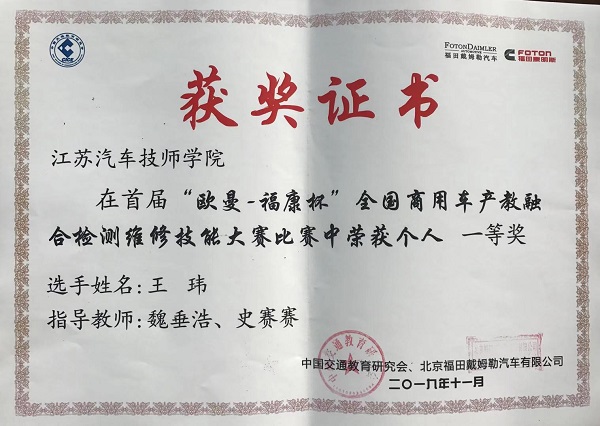 FOTONDAIMLER
AUTOMOTIVE
福田戴姆勒汽车
FOTON
福田康明斯
获奖证书
江苏汽车技师学院
在首届“欧曼-福康杯”全国商用车产教融
合检测维修技能大赛比赛中荣获个人 一等奖
选手姓名:王 玮
指导教师:魏垂浩、史赛赛
中国交通教育研究会、北京福田戴姆勒汽车有限公司
二〇一九年十一月